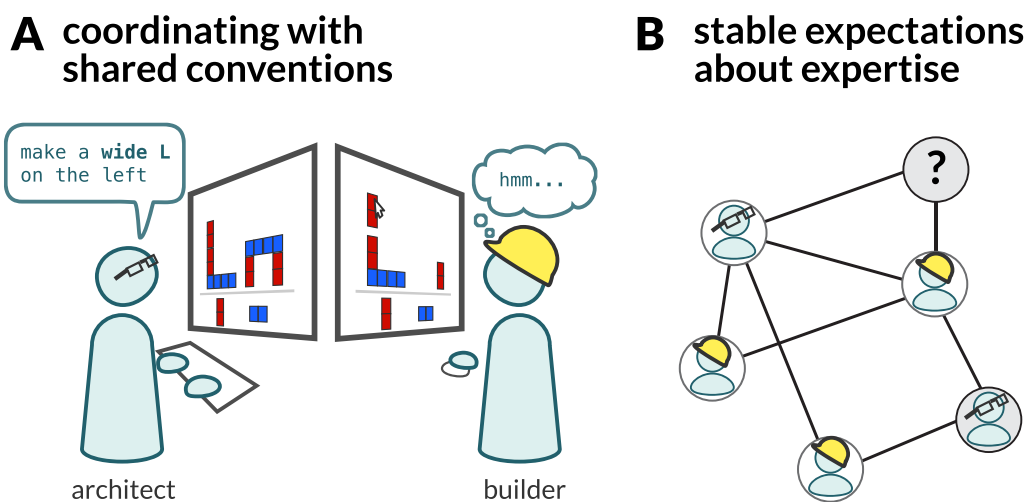 A coordinating with
shared conventions
B stable expectations
about expertise
make a wide L
on the left
hmm...
?
architect
builder